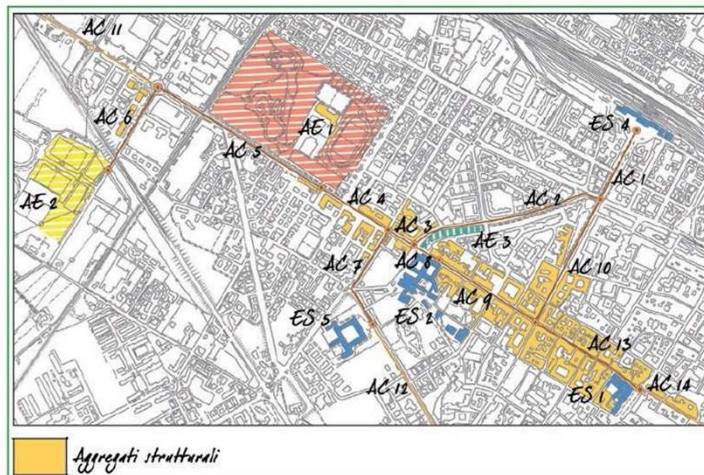 AC 11
AC 6
AE 2
AC 5
AE 1
AC 4
AC 3
AC 7
AC 8
AE 3
AC 2
ES 4
AC 1
AC 10
ES 5
ES 2
AC 9
AC 12
AC 13
ES 1
AC 14
Aggregati strutturali